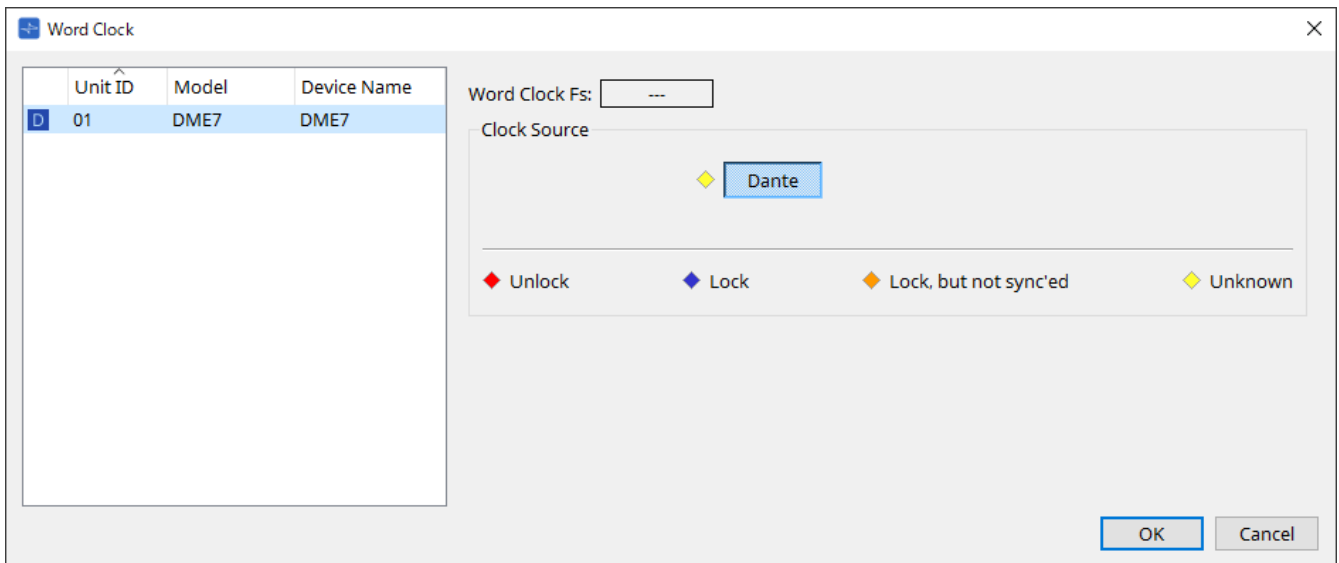 Word Clock
Unit ID Model Device Name
D 01 DME7 DME7
Word Clock Fs: ---
Clock Source
Dante
Unlock Lock Lock, but not sync'ed Unknown
OK Cancel